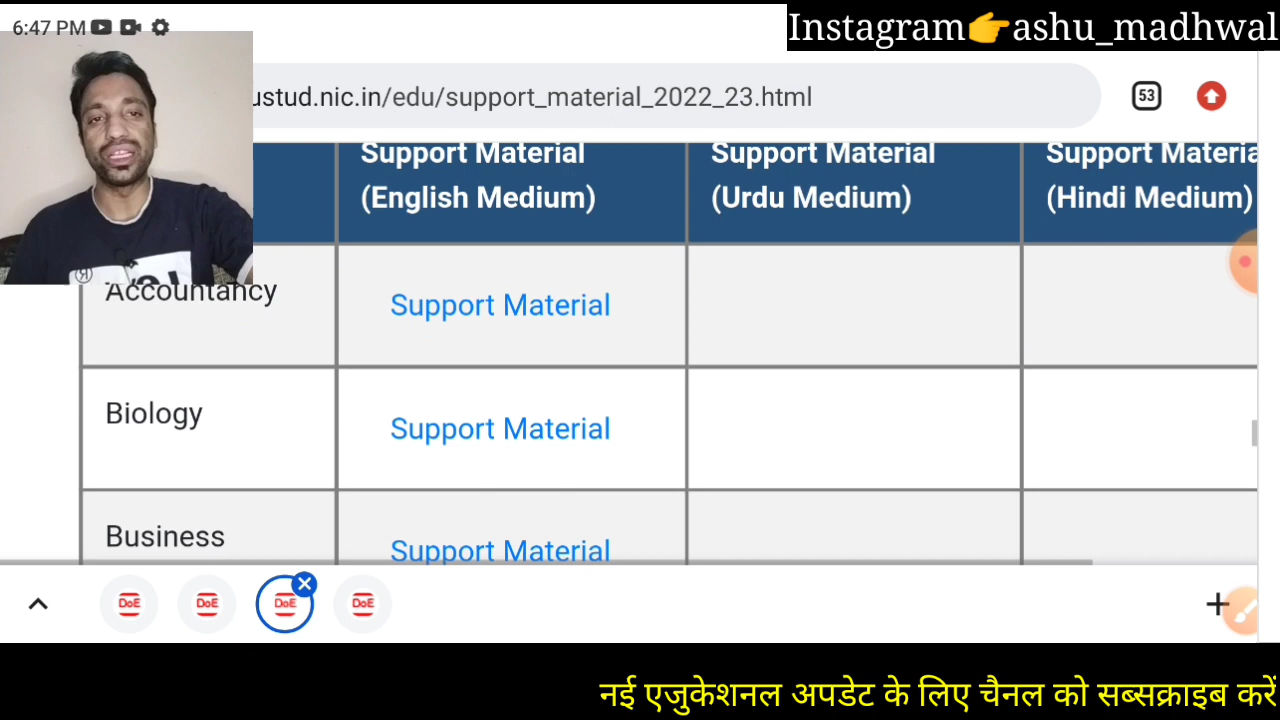 6:47 PM
Instagram👉ashu_madhwal
ustud.nic.in/edu/support_material_2022_23.html
53
Support Material (English Medium)
Support Material (Urdu Medium)
Support Materia (Hindi Medium)
Accountancy
Support Material
Biology
Support Material
Business
Support Material
DoE
DoE
DoE
DoE
नई एजुकेशनल अपडेट के लिए चैनल को सब्सक्राइब करें